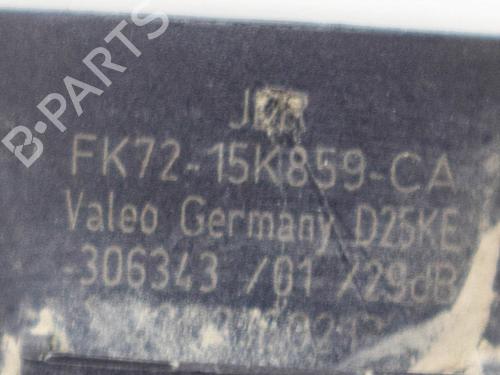 B-PARTS
FK72-15K859-CA
Valeo Germany D25KE
-306343 /01 /29dB